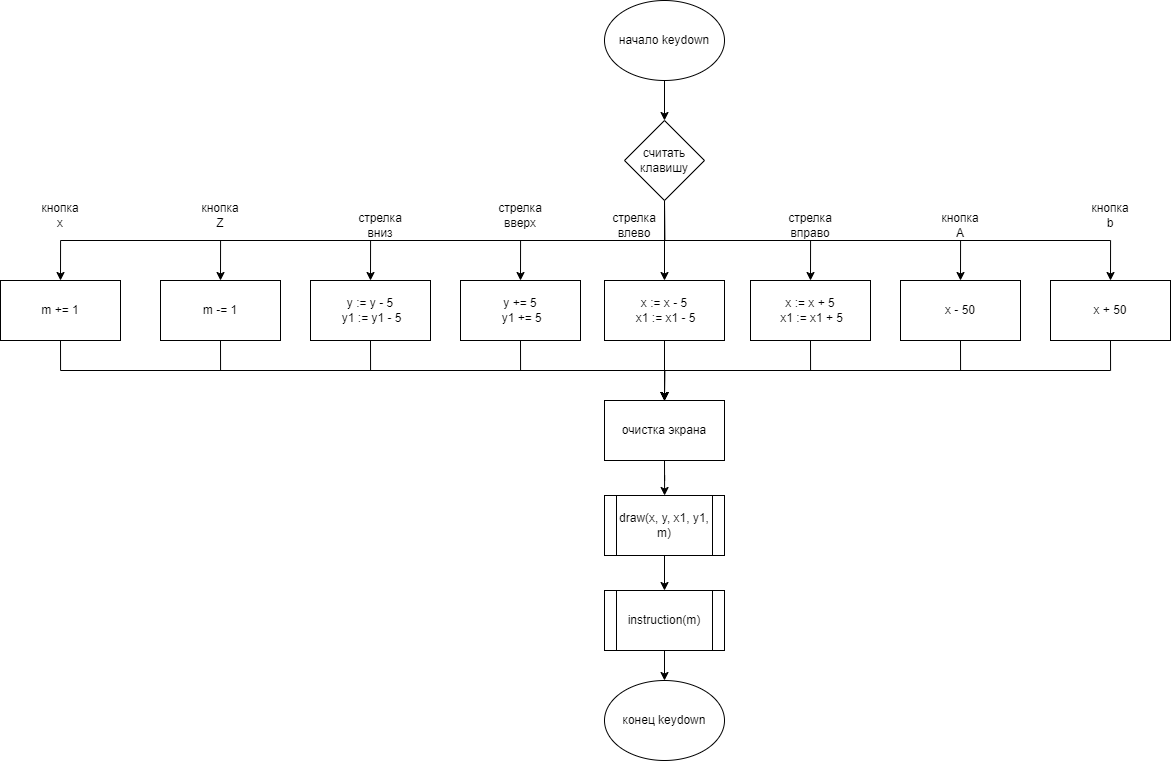 начало keydown
считать
клавишу
кнопка
x
кнопка
Z
стрелка
вниз
стрелка
вверх
стрелка
влево
стрелка
вправо
кнопка
A
кнопка
b
m += 1
m -= 1
y := y - 5
y1 := y1 - 5
y += 5
y1 += 5
x := x - 5
x1 := x1 - 5
x := x + 5
x1 := x1 + 5
x - 50
x + 50
очистка экрана
draw(x, y, x1, y1,
m)
instruction(m)
конец keydown